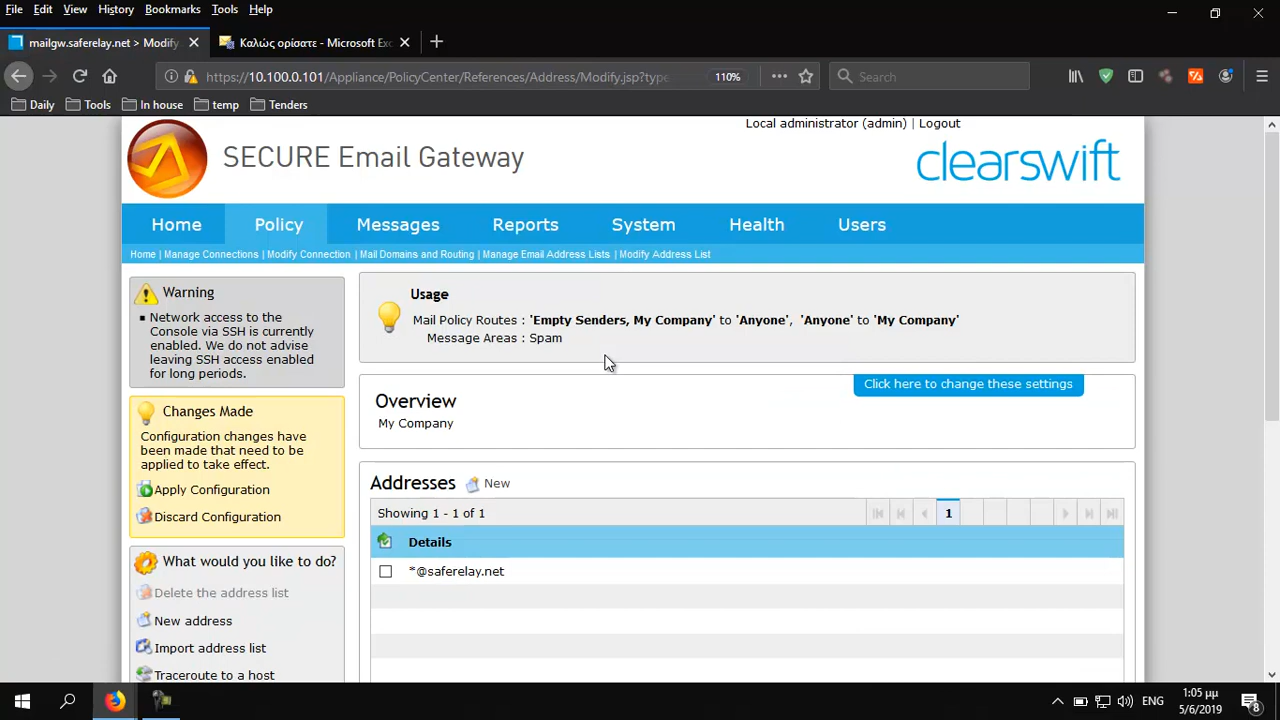 File Edit View History Bookmarks Tools Help
mailgw.saferelay.net > Modify
Καλώς ορίσατε - Microsoft Exc
https://10.100.0.101/Appliance/PolicyCenter/References/Address/Modify.jsp?type
110%
Search
Daily Tools In house temp Tenders
Local administrator (admin) | Logout
SECURE Email Gateway
clearswift
Home Policy Messages Reports System Health Users
Home | Manage Connections | Modify Connection | Mail Domains and Routing | Manage Email Address Lists | Modify Address List
Warning
Network access to the
Console via SSH is currently
enabled. We do not advise
leaving SSH access enabled
for long periods.
Changes Made
Configuration changes have
been made that need to be
applied to take effect.
Apply Configuration
Discard Configuration
What would you like to do?
Delete the address list
New address
Import address list
Traceroute to a host
Usage
Mail Policy Routes : 'Empty Senders, My Company' to 'Anyone', 'Anyone' to 'My Company'
Message Areas : Spam
Click here to change these settings
Overview
My Company
Addresses New
Showing 1 - 1 of 1
1
Details
*@saferelay.net
ENG
1:05 μμ
5/6/2019
8